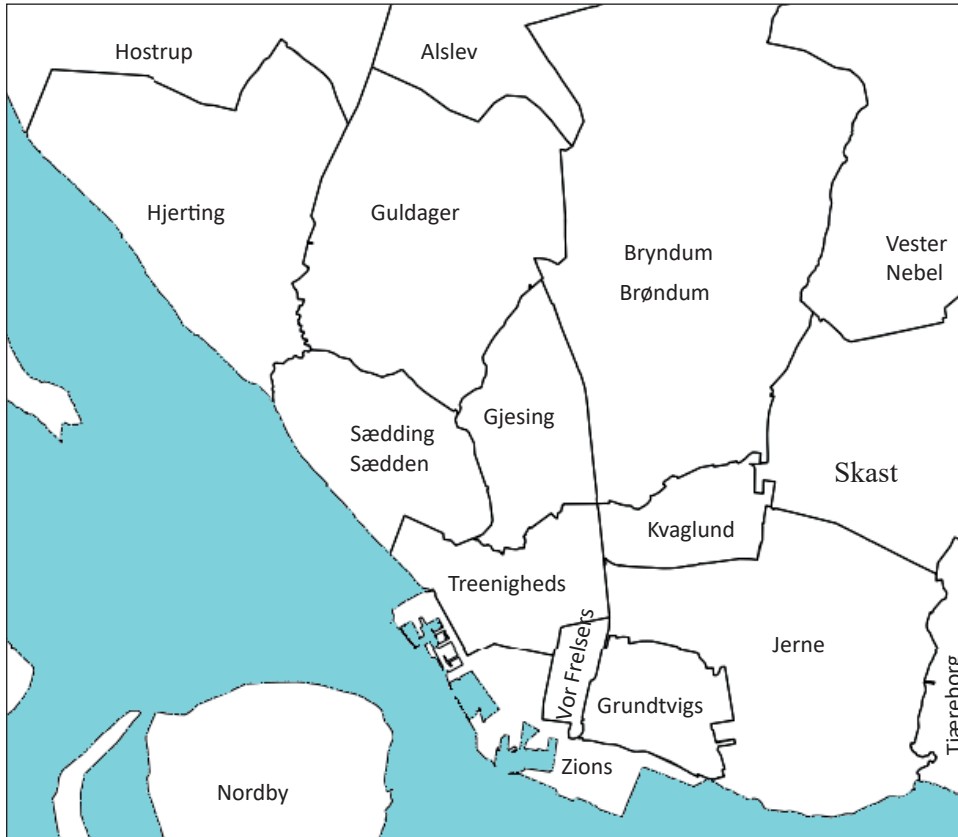 Hostrup
Alslev
Hjerting
Guldager
Bryndum
Brøndum
Vester
Nebel
Sædding
Sædden
Gjesing
Skast
Kvaglund
Treenigheds
Vor Frelsers
Jerne
Grundtvigs
Tjæreborg
Zions
Nordby